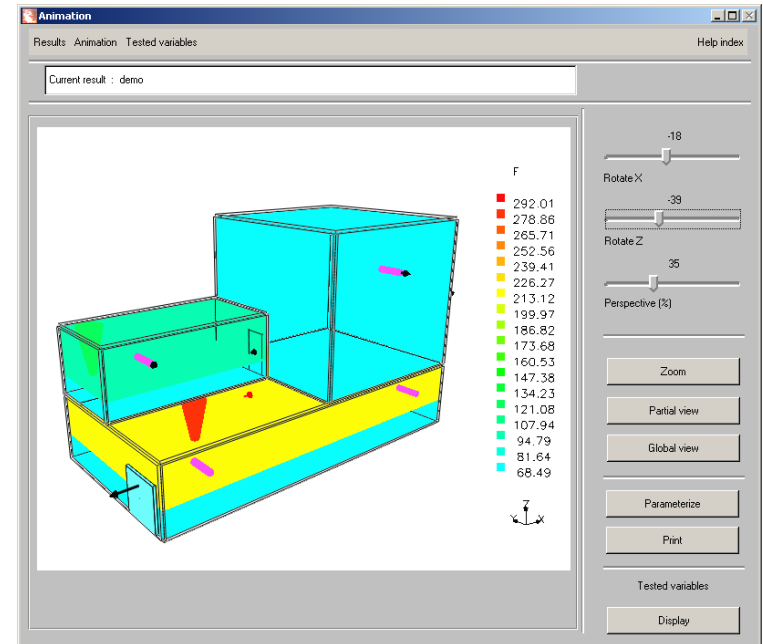 Animation
Results Animation Tested variables Help index
Current result : demo
F
292.01
278.86
265.71
252.56
239.41
226.27
213.12
199.97
186.82
173.68
160.53
147.38
134.23
121.08
107.94
94.79
81.64
68.49
Z
Y X
-18
Rotate X
-39
Rotate Z
35
Perspective (%)
Zoom
Partial view
Global view
Parameterize
Print
Tested variables
Display